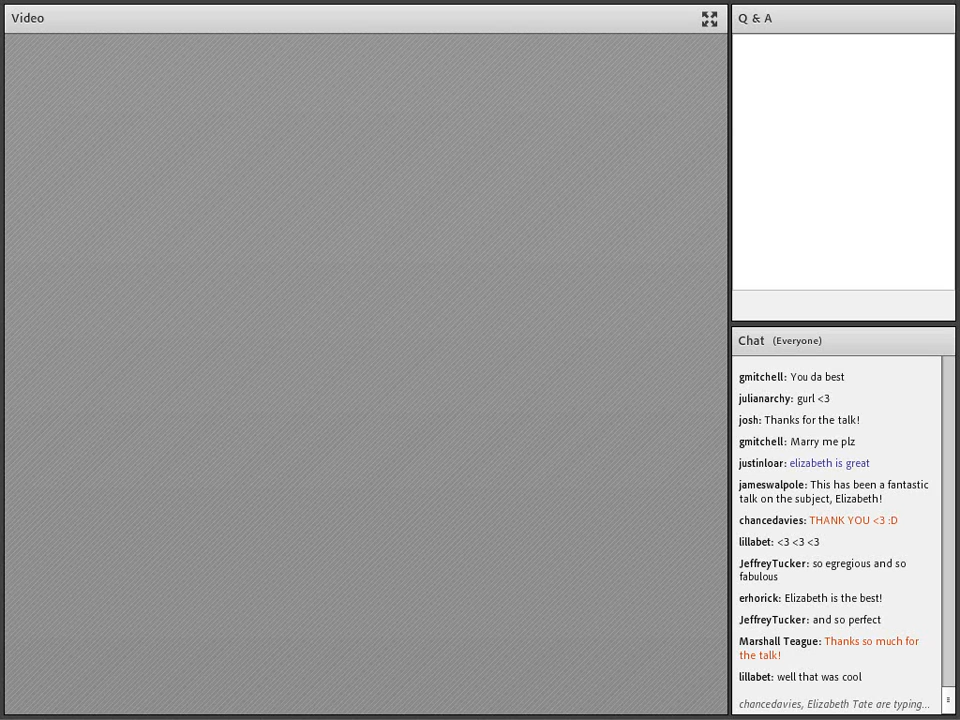 Video
Q & A
Chat (Everyone)
gmitchell: You da best
julianarchy: gurl <3
josh: Thanks for the talk!
gmitchell: Marry me plz
justinloar: elizabeth is great
jameswalpole: This has been a fantastic
talk on the subject, Elizabeth!
chancedavies: THANK YOU <3 :D
lillabet: <3 <3 <3
JeffreyTucker: so egregious and so
fabulous
erhorick: Elizabeth is the best!
JeffreyTucker: and so perfect
Marshall Teague: Thanks so much for
the talk!
lillabet: well that was cool
chancedavies, Elizabeth Tate are typing...